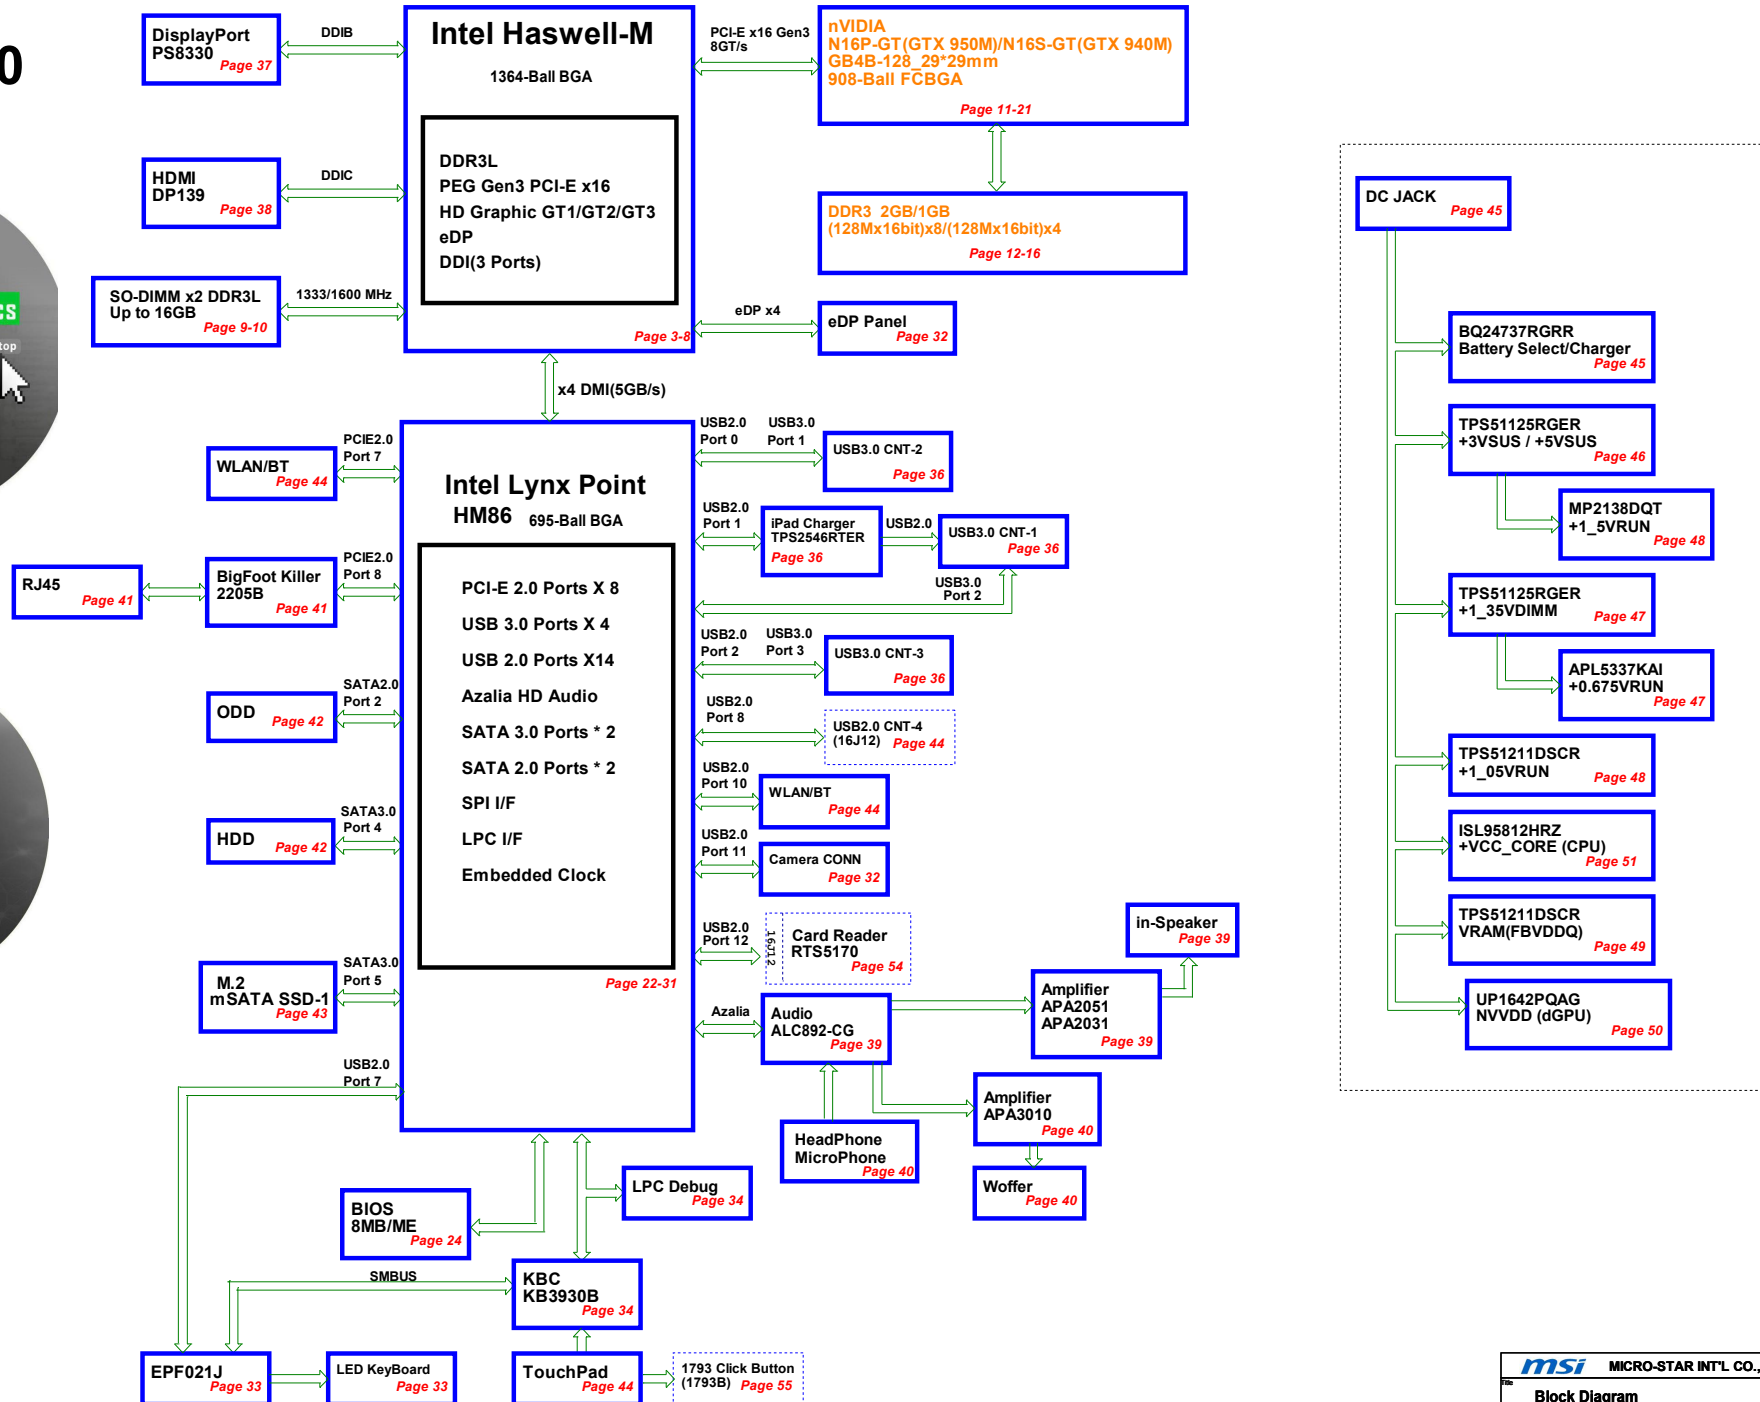 0
cs
top
DisplayPort
PS8330
Page 37
DDIB
Intel Haswell-M
1364-Ball BGA
DDR3L
PEG Gen3 PCI-E x16
HD Graphic GT1/GT2/GT3
eDP
DDI(3 Ports)
Page 3-8
PCI-E x16 Gen3
8GT/s
nVIDIA
N16P-GT(GTX 950M)/N16S-GT(GTX 940M)
GB4B-128_29*29mm
908-Ball FCBGA
Page 11-21
HDMI
DP139
Page 38
DDIC
DDR3  2GB/1GB
(128Mx16bit)x8/(128Mx16bit)x4
Page 12-16
SO-DIMM x2 DDR3L
Up to 16GB
Page 9-10
1333/1600 MHz
eDP x4
eDP Panel
Page 32
x4 DMI(5GB/s)
Intel Lynx Point
HM86 695-Ball BGA
PCI-E 2.0 Ports X 8
USB 3.0 Ports X 4
USB 2.0 Ports X14
Azalia HD Audio
SATA 3.0 Ports * 2
SATA 2.0 Ports * 2
SPI I/F
LPC I/F
Embedded Clock
Page 22-31
WLAN/BT
Page 44
PCIE2.0
Port 7
RJ45
Page 41
BigFoot Killer
2205B
Page 41
PCIE2.0
Port 8
ODD
Page 42
SATA2.0
Port 2
HDD
Page 42
SATA3.0
Port 4
M.2
mSATA SSD-1
Page 43
SATA3.0
Port 5
USB2.0
Port 7
USB2.0
Port 0
USB3.0
Port 1
USB3.0 CNT-2
Page 36
USB2.0
Port 1
iPad Charger
TPS2546RTER
Page 36
USB2.0
USB3.0 CNT-1
Page 36
USB3.0
Port 2
USB2.0
Port 2
USB3.0
Port 3
USB3.0 CNT-3
Page 36
USB2.0
Port 8
USB2.0 CNT-4
(16J12) Page 44
USB2.0
Port 10
WLAN/BT
Page 44
USB2.0
Port 11
Camera CONN
Page 32
USB2.0
Port 12
16J12
Card Reader
RTS5170
Page 54
Azalia
Audio
ALC892-CG
Page 39
Amplifier
APA2051
APA2031
Page 39
in-Speaker
Page 39
HeadPhone
MicroPhone
Page 40
Amplifier
APA3010
Page 40
Woffer
Page 40
BIOS
8MB/ME
Page 24
LPC Debug
Page 34
SMBUS
KBC
KB3930B
Page 34
EPF021J
Page 33
LED KeyBoard
Page 33
TouchPad
Page 44
1793 Click Button
(1793B) Page 55
DC JACK
Page 45
BQ24737RGRR
Battery Select/Charger
Page 45
TPS51125RGER
+3VSUS / +5VSUS
Page 46
MP2138DQT
+1_5VRUN
Page 48
TPS51125RGER
+1_35VDIMM
Page 47
APL5337KAI
+0.675VRUN
Page 47
TPS51211DSCR
+1_05VRUN
Page 48
ISL95812HRZ
+VCC_CORE (CPU)
Page 51
TPS51211DSCR
VRAM(FBVDDQ)
Page 49
UP1642PQAG
NVVDD (dGPU)
Page 50
msi MICRO-STAR INT'L CO.,
Title
Block Diagram